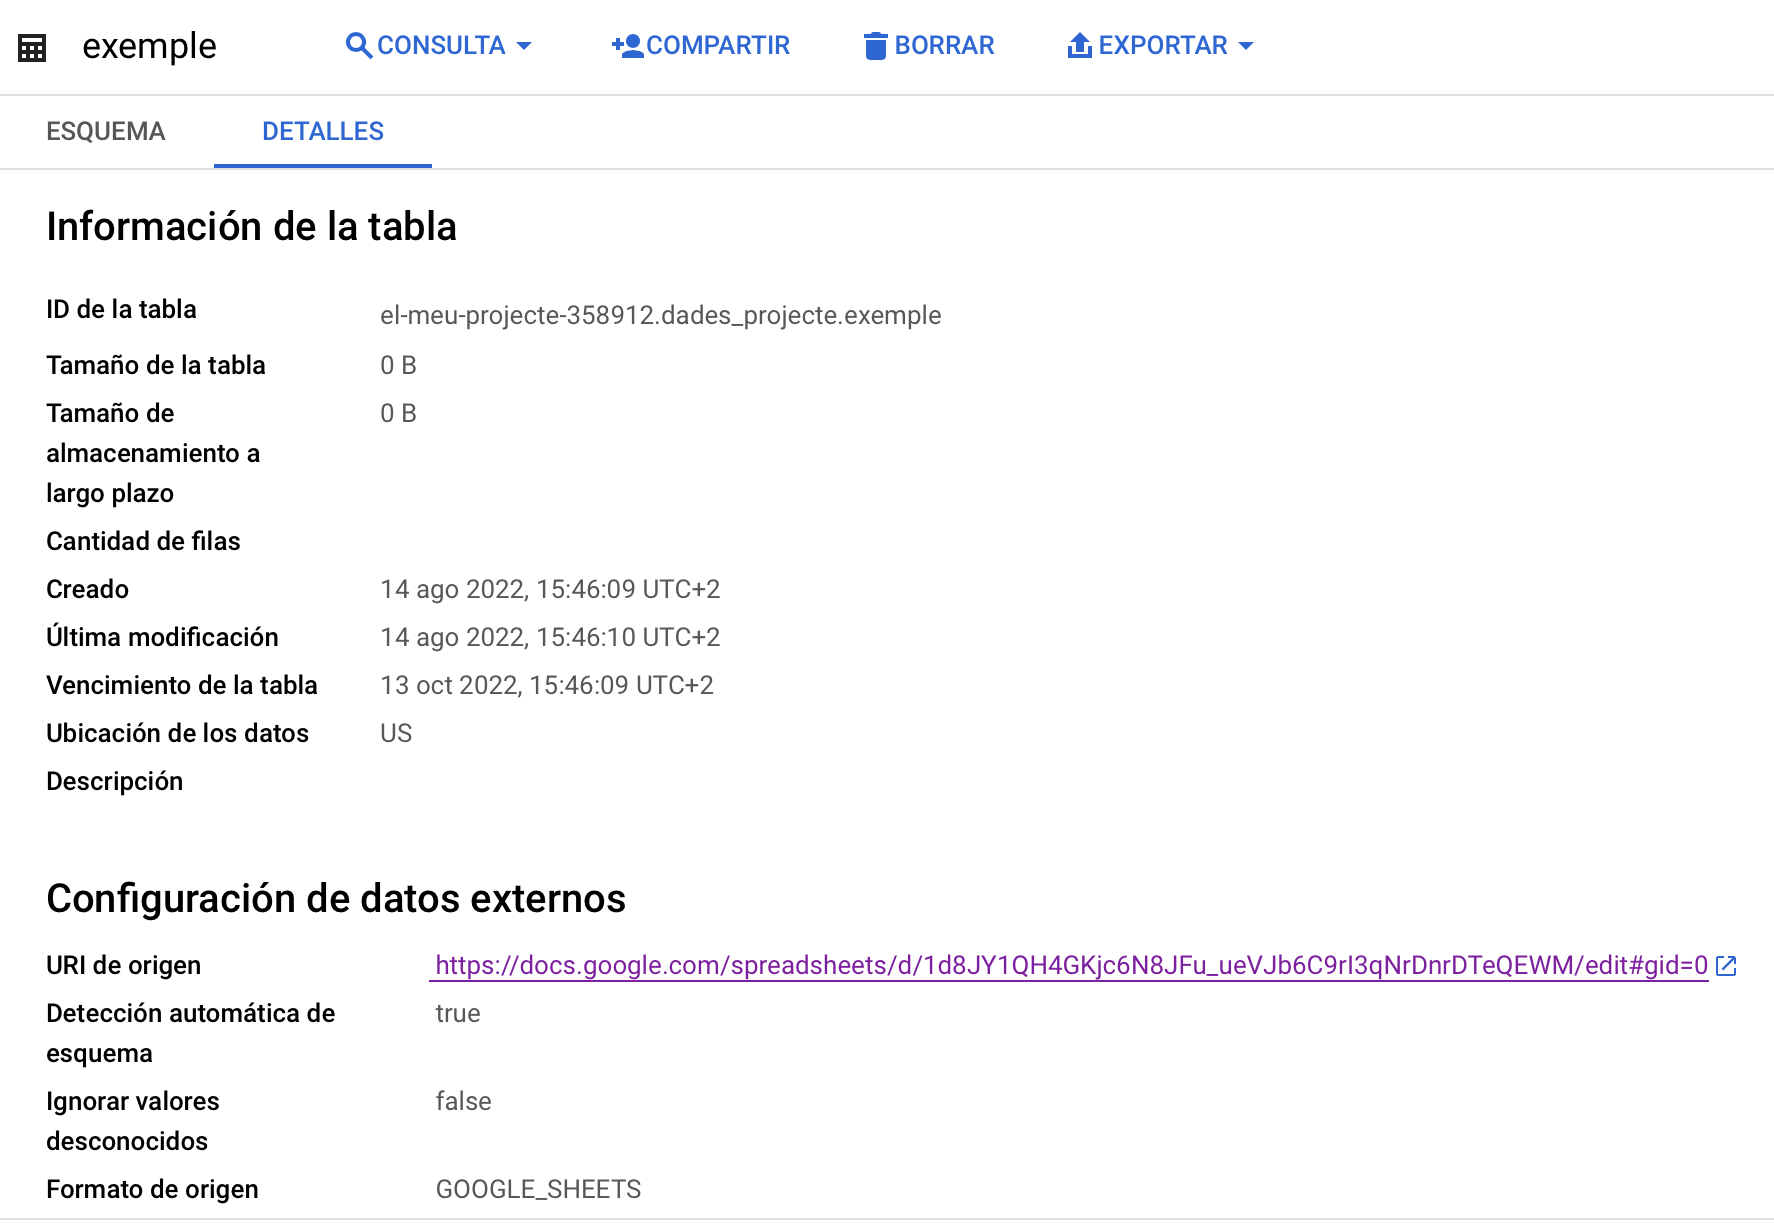 exemple CONSULTA COMPARTIR BORRAR EXPORTAR
ESQUEMA DETALLES
Información de la tabla
ID de la tabla el-meu-projecte-358912.dades_projecte.exemple
Tamaño de la tabla 0 B
Tamaño de 0 B
almacenamiento a
largo plazo
Cantidad de filas
Creado 14 ago 2022, 15:46:09 UTC+2
Última modificación 14 ago 2022, 15:46:10 UTC+2
Vencimiento de la tabla 13 oct 2022, 15:46:09 UTC+2
Ubicación de los datos US
Descripción
Configuración de datos externos
URI de origen https://docs.google.com/spreadsheets/d/1d8JY1QH4GKjc6N8JFu_ueVJb6C9rI3qNrDnrDTeQEWM/edit#gid=0
Detección automática de true
esquema
Ignorar valores false
desconocidos
Formato de origen GOOGLE_SHEETS